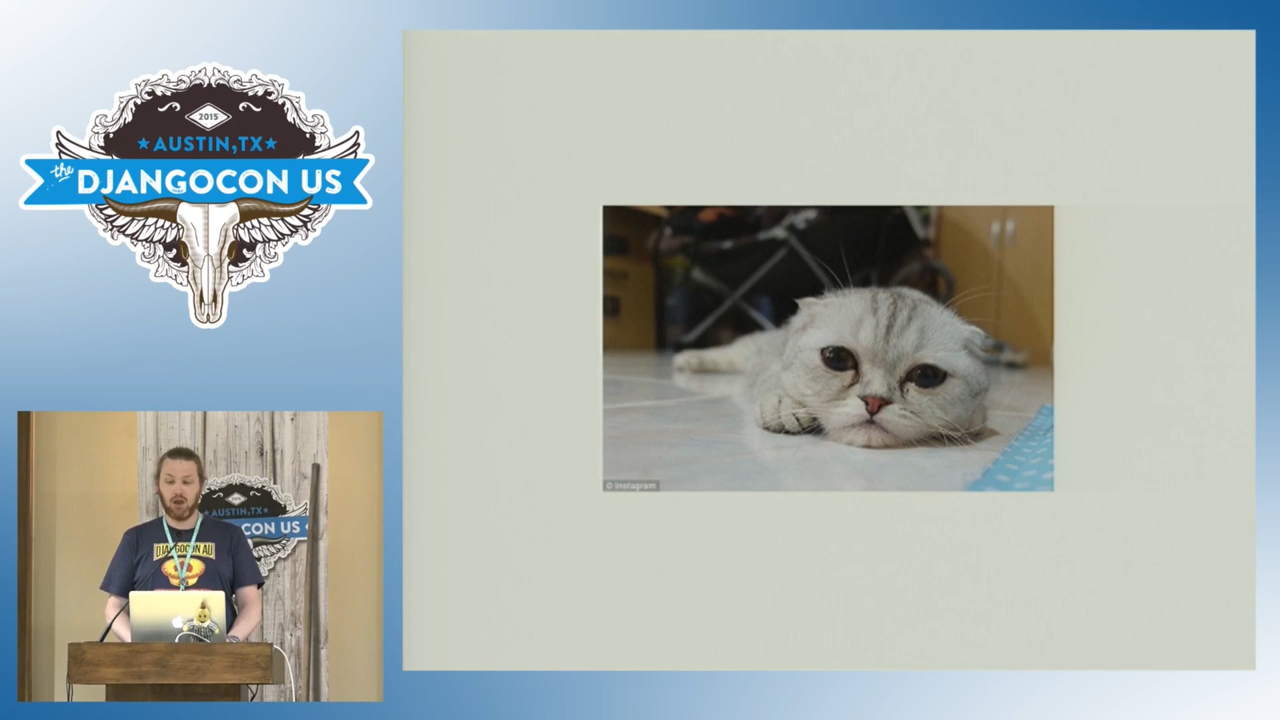 2015
AUSTIN, TX
the
DJANGOCON US
© Instagram
AUSTIN, TX
CON US
DJANGOCON AU